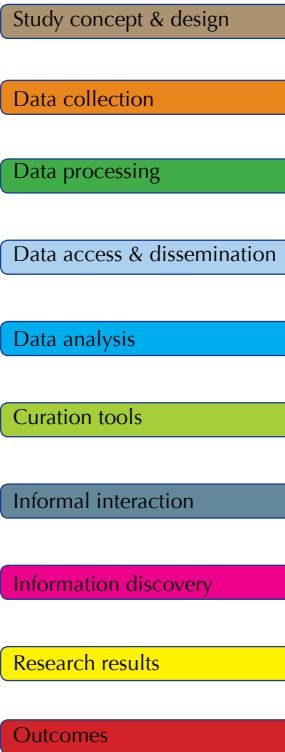 Study concept & design
Data collection
Data processing
Data access & dissemination
Data analysis
Curation tools
Informal interaction
Information discovery
Research results
Outcomes